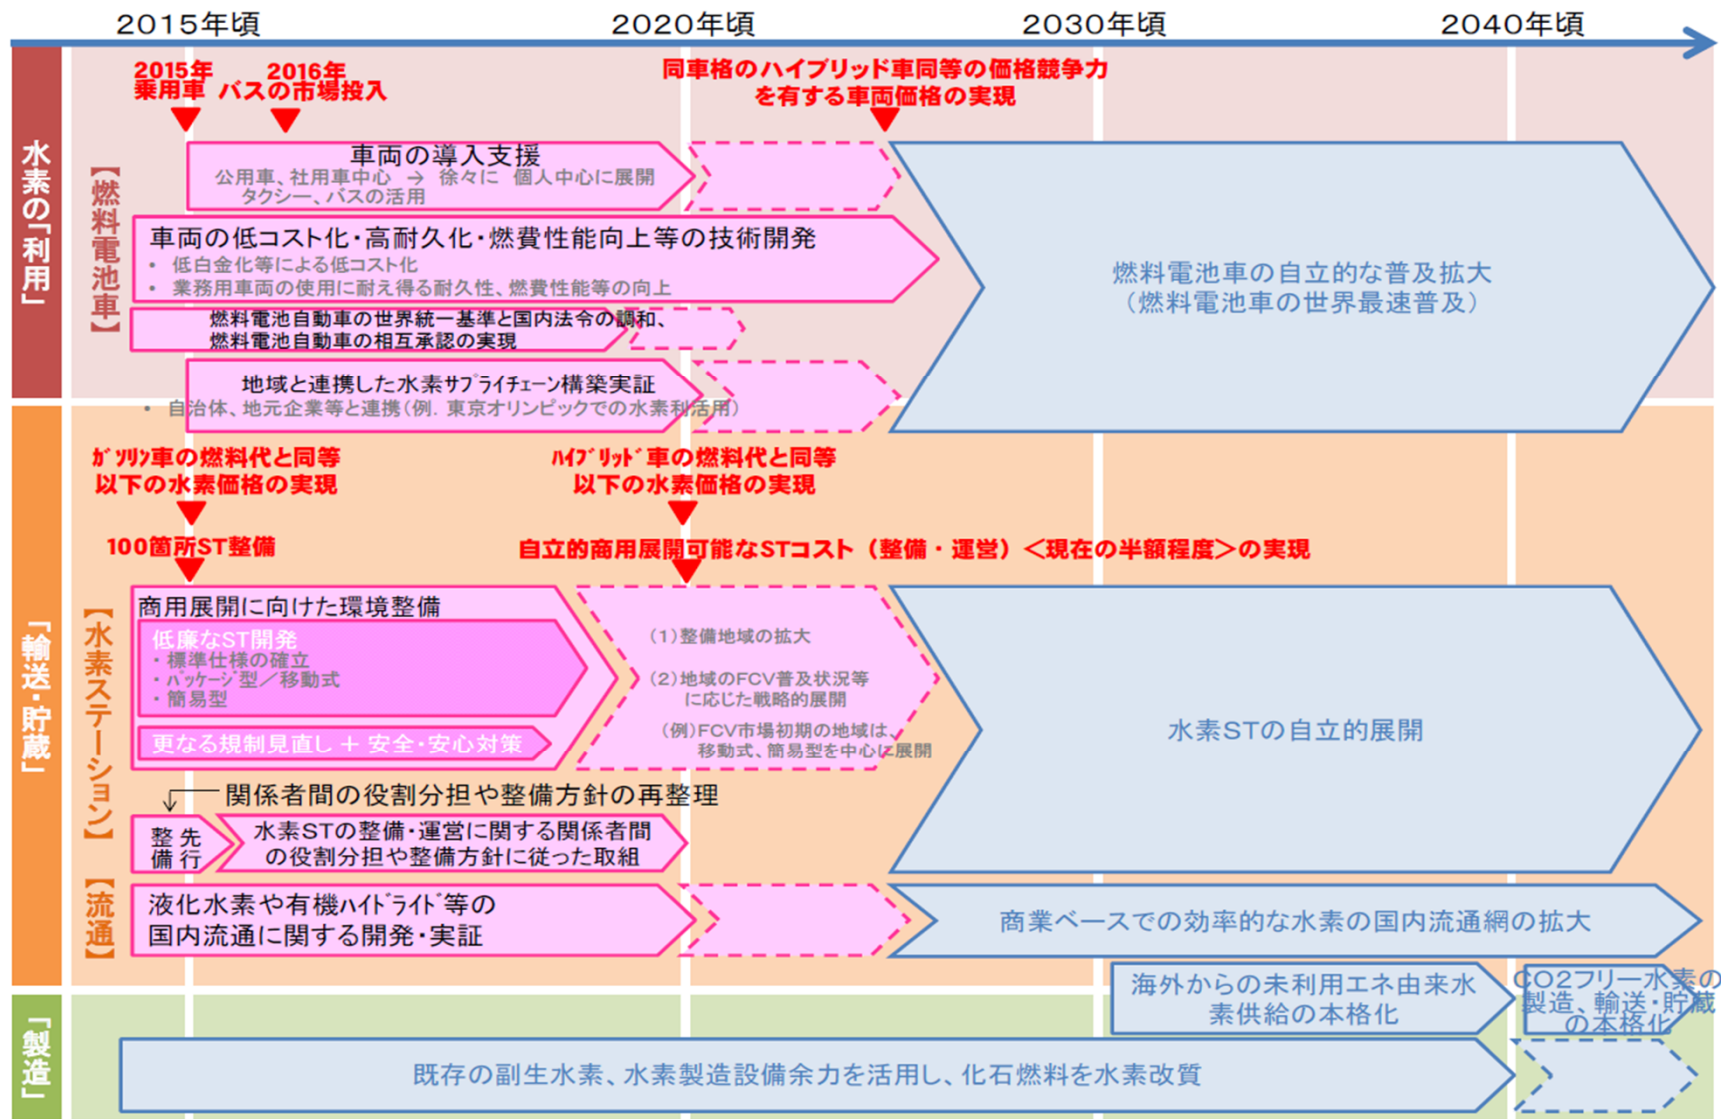 2015年頃
2020年頃
2030年頃
2040年頃
水素の「利用」
【燃料電池車】
2015年
乗用車
2016年
バスの市場投入
同車格のハイブリッド車同等の価格競争力
を有する車両価格の実現
車両の導入支援
公用車、社用車中心 → 徐々に 個人中心に展開
タクシー、バスの活用
車両の低コスト化・高耐久化・燃費性能向上等の技術開発
・ 低白金化等による低コスト化
・ 業務用車両の使用に耐え得る耐久性、燃費性能等の向上
燃料電池自動車の世界統一基準と国内法令の調和、
燃料電池自動車の相互承認の実現
地域と連携した水素ｻﾌﾟﾗｲﾁｪｰﾝ構築実証
・ 自治体、地元企業等と連携(例．東京オリンピックでの水素利活用)
燃料電池車の自立的な普及拡大
（燃料電池車の世界最速普及）
「輸送・貯蔵」
【水素ステーション】
ｶﾞｿﾘﾝ車の燃料代と同等
以下の水素価格の実現
ﾊｲﾌﾞﾘｯﾄﾞ車の燃料代と同等
以下の水素価格の実現
100箇所ST整備
自立的商用展開可能なSTコスト（整備・運営）＜現在の半額程度＞の実現
商用展開に向けた環境整備
低廉なST開発
・標準仕様の確立
・ﾊﾟｯｹｰｼﾞ型／移動式
・簡易型
更なる規制見直し ＋ 安全・安心対策
（1）整備地域の拡大
（2）地域のFCV普及状況等
に応じた戦略的展開
(例)FCV市場初期の地域は、
移動式、簡易型を中心に展開
水素STの自立的展開
関係者間の役割分担や整備方針の再整理
先行
整備
水素STの整備・運営に関する関係者間
の役割分担や整備方針に従った取組
【流通】
液化水素や有機ﾊｲﾄﾞﾗｲﾄﾞ等の
国内流通に関する開発・実証
商業ベースでの効率的な水素の国内流通網の拡大
海外からの未利用エネ由来水
素供給の本格化
CO2フリー水素の
製造、輸送・貯蔵
の本格化
「製造」
既存の副生水素、水素製造設備余力を活用し、化石燃料を水素改質